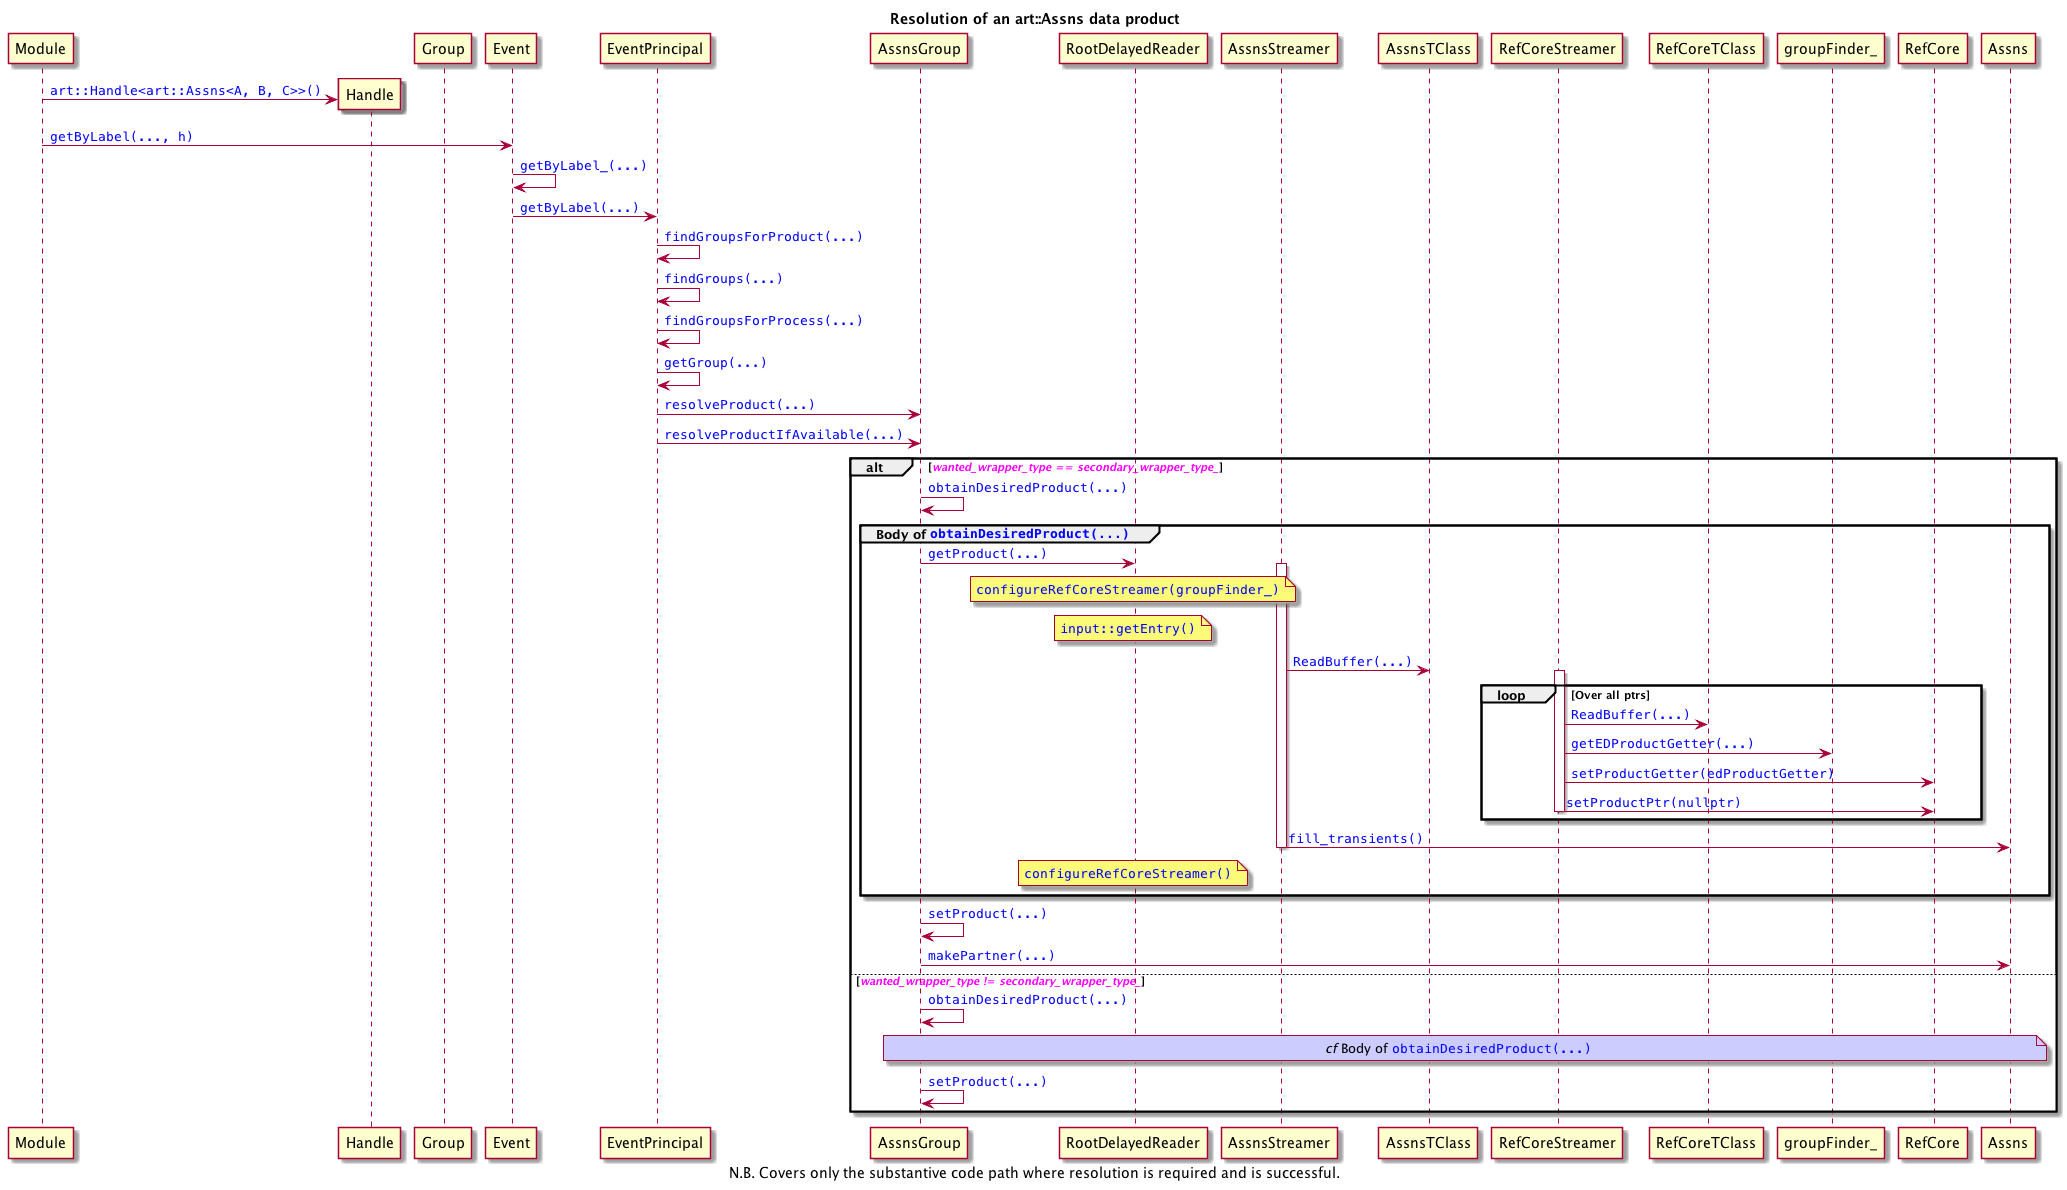 Resolution of an art::Assns data product
Module
Group
Event
EventPrincipal
AssnsGroup
RootDelayedReader
AssnsStreamer
AssnsTClass
RefCoreStreamer
RefCoreTClass
groupFinder_
RefCore
Assns
art::Handle<art::Assns<A, B, C>>()
Handle
getByLabel(..., h)
getByLabel_(...)
getByLabel(...)
findGroupsForProduct(...)
findGroups(...)
findGroupsForProcess(...)
getGroup(...)
resolveProduct(...)
resolveProductIfAvailable(...)
alt [wanted_wrapper_type == secondary_wrapper_type_]
obtainDesiredProduct(...)
Body of obtainDesiredProduct(...)
getProduct(...)
configureRefCoreStreamer(groupFinder_)
input::getEntry()
ReadBuffer(...)
loop [Over all ptrs]
ReadBuffer(...)
getEDProductGetter(...)
setProductGetter(edProductGetter)
setProductPtr(nullptr)
fill_transients()
configureRefCoreStreamer()
setProduct(...)
makePartner(...)
[wanted_wrapper_type != secondary_wrapper_type_]
obtainDesiredProduct(...)
cf Body of obtainDesiredProduct(...)
setProduct(...)
Module
Handle
Group
Event
EventPrincipal
AssnsGroup
RootDelayedReader
AssnsStreamer
AssnsTClass
RefCoreStreamer
RefCoreTClass
groupFinder_
RefCore
Assns
N.B. Covers only the substantive code path where resolution is required and is successful.